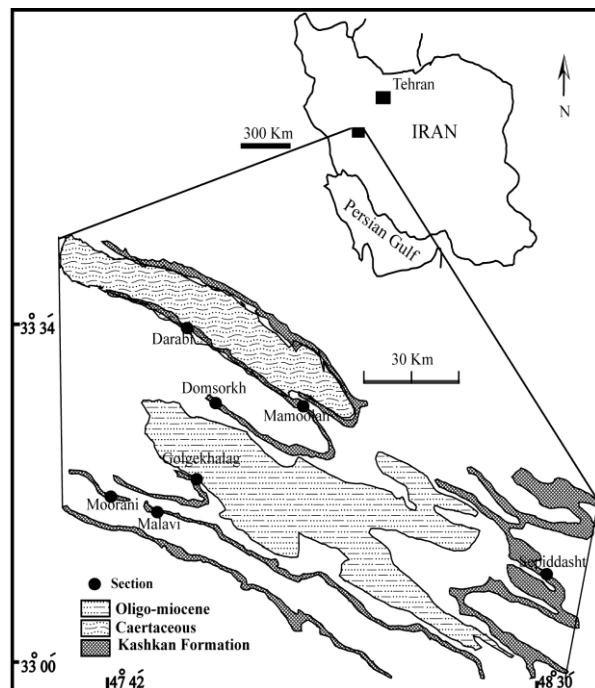 Tehran
N
300 Km
IRAN
Persian Gulf
33° 34′
Darabi
30 Km
Domsorkh
Mamoolan
Golgekhalag
Moorani
Malavi
Sepiddasht
Section
Oligo-miocene
Caertaceous
Kashkan Formation
33° 00′
47° 42′
48° 30′